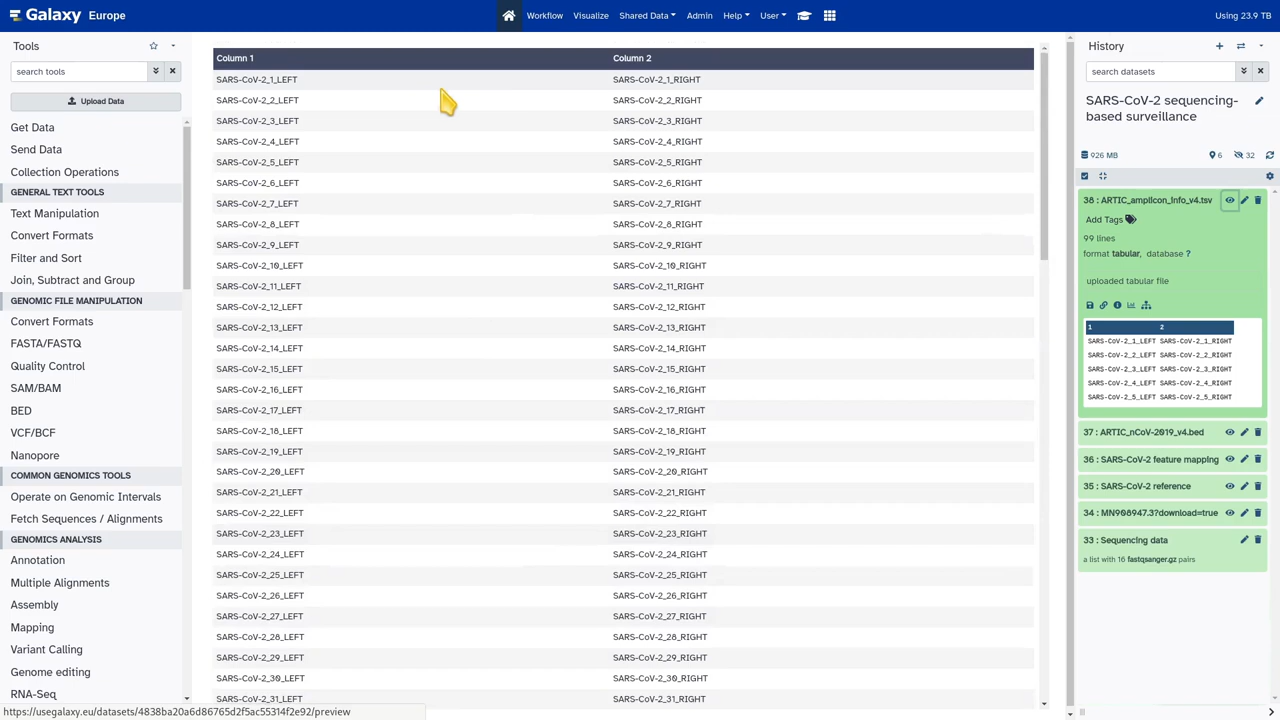 Galaxy Europe
Workflow Visualize Shared Data Admin Help User
Using 23.9 TB
Tools
search tools
Upload Data
Get Data
Send Data
Collection Operations
GENERAL TEXT TOOLS
Text Manipulation
Convert Formats
Filter and Sort
Join, Subtract and Group
GENOMIC FILE MANIPULATION
Convert Formats
FASTA/FASTQ
Quality Control
SAM/BAM
BED
VCF/BCF
Nanopore
COMMON GENOMICS TOOLS
Operate on Genomic Intervals
Fetch Sequences / Alignments
GENOMICS ANALYSIS
Annotation
Multiple Alignments
Assembly
Mapping
Variant Calling
Genome editing
RNA-Seq
https://usegalaxy.eu/datasets/4838ba20a6d86765d2f5ac55314f2e92/preview
Column 1 Column 2
SARS-CoV-2_1_LEFT SARS-CoV-2_1_RIGHT
SARS-CoV-2_2_LEFT SARS-CoV-2_2_RIGHT
SARS-CoV-2_3_LEFT SARS-CoV-2_3_RIGHT
SARS-CoV-2_4_LEFT SARS-CoV-2_4_RIGHT
SARS-CoV-2_5_LEFT SARS-CoV-2_5_RIGHT
SARS-CoV-2_6_LEFT SARS-CoV-2_6_RIGHT
SARS-CoV-2_7_LEFT SARS-CoV-2_7_RIGHT
SARS-CoV-2_8_LEFT SARS-CoV-2_8_RIGHT
SARS-CoV-2_9_LEFT SARS-CoV-2_9_RIGHT
SARS-CoV-2_10_LEFT SARS-CoV-2_10_RIGHT
SARS-CoV-2_11_LEFT SARS-CoV-2_11_RIGHT
SARS-CoV-2_12_LEFT SARS-CoV-2_12_RIGHT
SARS-CoV-2_13_LEFT SARS-CoV-2_13_RIGHT
SARS-CoV-2_14_LEFT SARS-CoV-2_14_RIGHT
SARS-CoV-2_15_LEFT SARS-CoV-2_15_RIGHT
SARS-CoV-2_16_LEFT SARS-CoV-2_16_RIGHT
SARS-CoV-2_17_LEFT SARS-CoV-2_17_RIGHT
SARS-CoV-2_18_LEFT SARS-CoV-2_18_RIGHT
SARS-CoV-2_19_LEFT SARS-CoV-2_19_RIGHT
SARS-CoV-2_20_LEFT SARS-CoV-2_20_RIGHT
SARS-CoV-2_21_LEFT SARS-CoV-2_21_RIGHT
SARS-CoV-2_22_LEFT SARS-CoV-2_22_RIGHT
SARS-CoV-2_23_LEFT SARS-CoV-2_23_RIGHT
SARS-CoV-2_24_LEFT SARS-CoV-2_24_RIGHT
SARS-CoV-2_25_LEFT SARS-CoV-2_25_RIGHT
SARS-CoV-2_26_LEFT SARS-CoV-2_26_RIGHT
SARS-CoV-2_27_LEFT SARS-CoV-2_27_RIGHT
SARS-CoV-2_28_LEFT SARS-CoV-2_28_RIGHT
SARS-CoV-2_29_LEFT SARS-CoV-2_29_RIGHT
SARS-CoV-2_30_LEFT SARS-CoV-2_30_RIGHT
SARS-CoV-2_31_LEFT SARS-CoV-2_31_RIGHT
History
search datasets
SARS-CoV-2 sequencing-
based surveillance
926 MB 6 32
38 : ARTIC_amplicon_info_v4.tsv
Add Tags
99 lines
format tabular, database ?
uploaded tabular file
1 2
SARS-CoV-2_1_LEFT SARS-CoV-2_1_RIGHT
SARS-CoV-2_2_LEFT SARS-CoV-2_2_RIGHT
SARS-CoV-2_3_LEFT SARS-CoV-2_3_RIGHT
SARS-CoV-2_4_LEFT SARS-CoV-2_4_RIGHT
SARS-CoV-2_5_LEFT SARS-CoV-2_5_RIGHT
37 : ARTIC_nCoV-2019_v4.bed
36 : SARS-CoV-2 feature mapping
35 : SARS-CoV-2 reference
34 : MN908947.3?download=true
33 : Sequencing data
a list with 16 fastqsanger.gz pairs